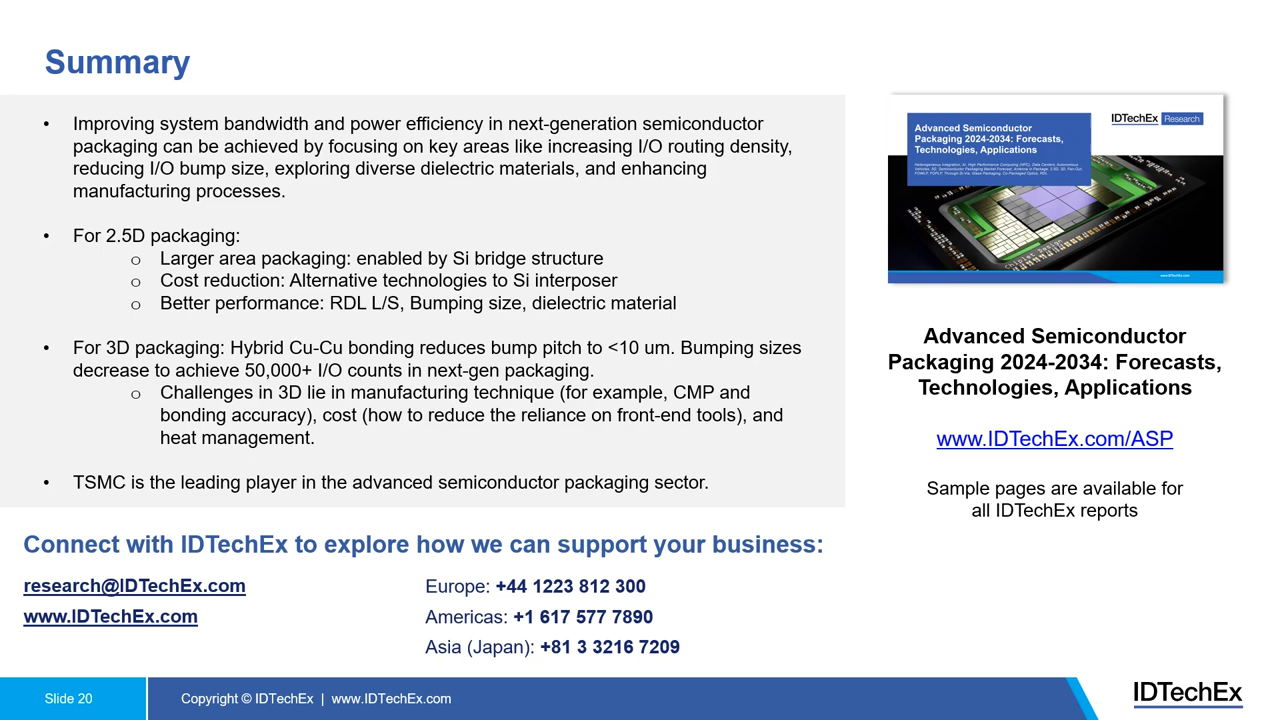 Summary
• Improving system bandwidth and power efficiency in next-generation semiconductor
packaging can be achieved by focusing on key areas like increasing I/O routing density,
reducing I/O bump size, exploring diverse dielectric materials, and enhancing
manufacturing processes.
• For 2.5D packaging:
o Larger area packaging: enabled by Si bridge structure
o Cost reduction: Alternative technologies to Si interposer
o Better performance: RDL L/S, Bumping size, dielectric material
• For 3D packaging: Hybrid Cu-Cu bonding reduces bump pitch to <10 um. Bumping sizes
decrease to achieve 50,000+ I/O counts in next-gen packaging.
o Challenges in 3D lie in manufacturing technique (for example, CMP and
bonding accuracy), cost (how to reduce the reliance on front-end tools), and
heat management.
• TSMC is the leading player in the advanced semiconductor packaging sector.
IDTechEx Research
Advanced Semiconductor
Packaging 2024-2034: Forecasts,
Technologies, Applications
Chiplet design
www.IDTechEx.com
Advanced Semiconductor
Packaging 2024-2034: Forecasts,
Technologies, Applications
www.IDTechEx.com/ASP
Sample pages are available for
all IDTechEx reports
Connect with IDTechEx to explore how we can support your business:
research@IDTechEx.com
www.IDTechEx.com
Europe: +44 1223 812 300
Americas: +1 617 577 7890
Asia (Japan): +81 3 3216 7209
Slide 20
Copyright © IDTechEx | www.IDTechEx.com
IDTechEx